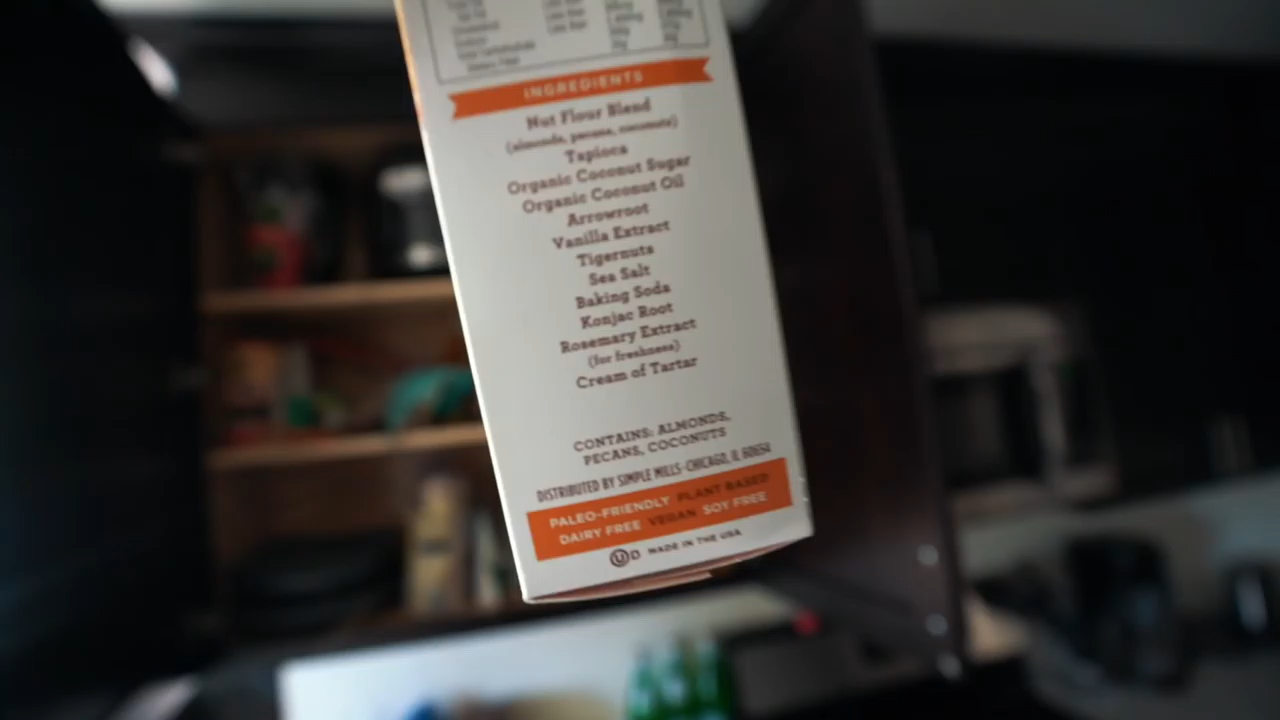 INGREDIENTS
Nut Flour Blend
(almonds, pecans, coconuts)
Tapioca
Organic Coconut Sugar
Organic Coconut Oil
Arrowroot
Vanilla Extract
Tigernuts
Sea Salt
Baking Soda
Konjac Root
Rosemary Extract
(for freshness)
Cream of Tartar
CONTAINS: ALMONDS,
PECANS, COCONUTS
DISTRIBUTED BY SIMPLE MILLS-CHICAGO, IL 60654
PALEO-FRIENDLY PLANT BASED
DAIRY FREE VEGAN SOY FREE
U D MADE IN THE USA